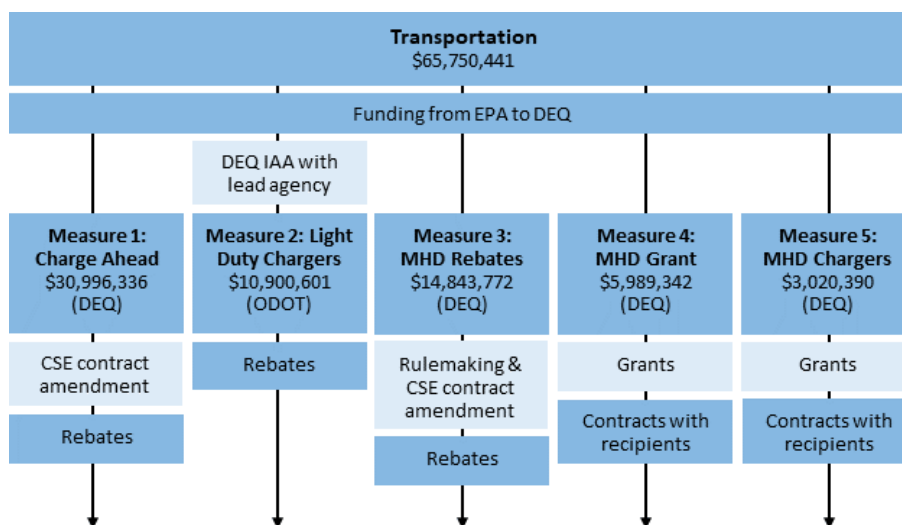 Transportation
$65,750,441
Funding from EPA to DEQ
DEQ IAA with
lead agency
Measure 1:
Charge Ahead
$30,996,336
(DEQ)
CSE contract
amendment
Rebates
Measure 2: Light
Duty Chargers
$10,900,601
(ODOT)
Rebates
Measure 3:
MHD Rebates
$14,843,772
(DEQ)
Rulemaking &
CSE contract
amendment
Rebates
Measure 4:
MHD Grant
$5,989,342
(DEQ)
Grants
Contracts with
recipients
Measure 5:
MHD Chargers
$3,020,390
(DEQ)
Grants
Contracts with
recipients